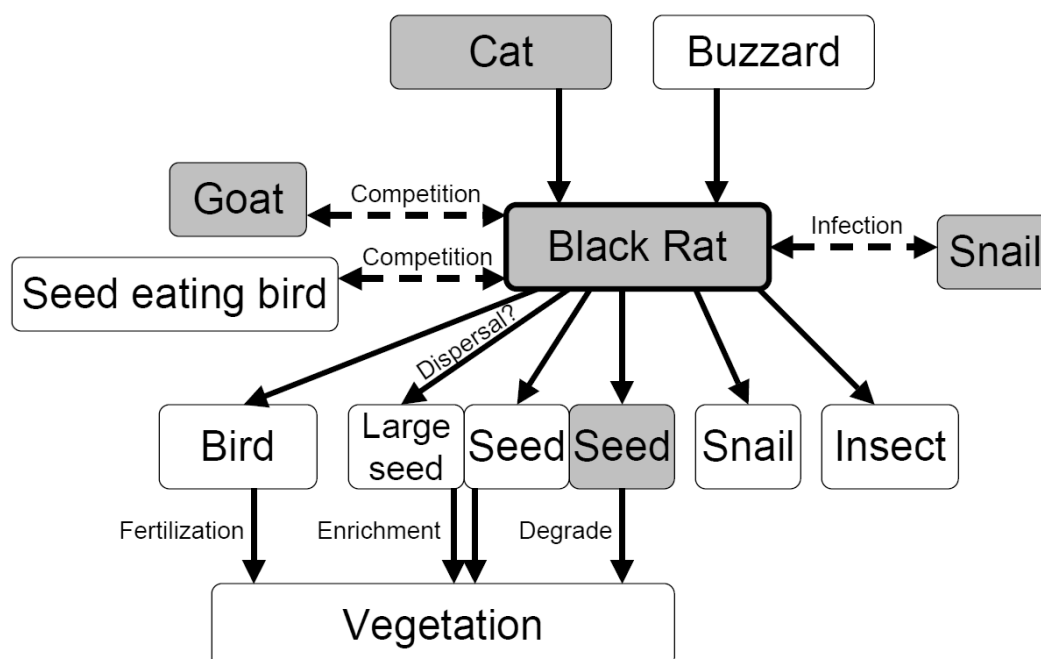 Cat
Buzzard
Goat
Competition
Black Rat
Infection
Snail
Seed eating bird
Competition
Dispersal?
Bird
Large
seed
Seed
Seed
Snail
Insect
Fertilization
Enrichment
Degrade
Vegetation